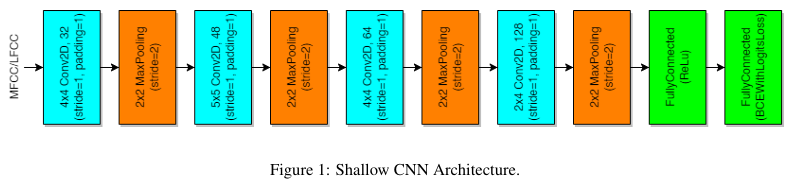 MFCC/LFCC
4x4 Conv2D, 32
(stride=1, padding=1)
2x2 MaxPooling
(stride=2)
5x5 Conv2D, 48
(stride=1, padding=1)
2x2 MaxPooling
(stride=2)
4x4 Conv2D, 64
(stride=1, padding=1)
2x2 MaxPooling
(stride=2)
2x4 Conv2D, 128
(stride=1, padding=1)
2x2 MaxPooling
(stride=2)
FullyConnected
(ReLu)
FullyConnected
(BCEWithLogitsLoss)
Figure 1: Shallow CNN Architecture.